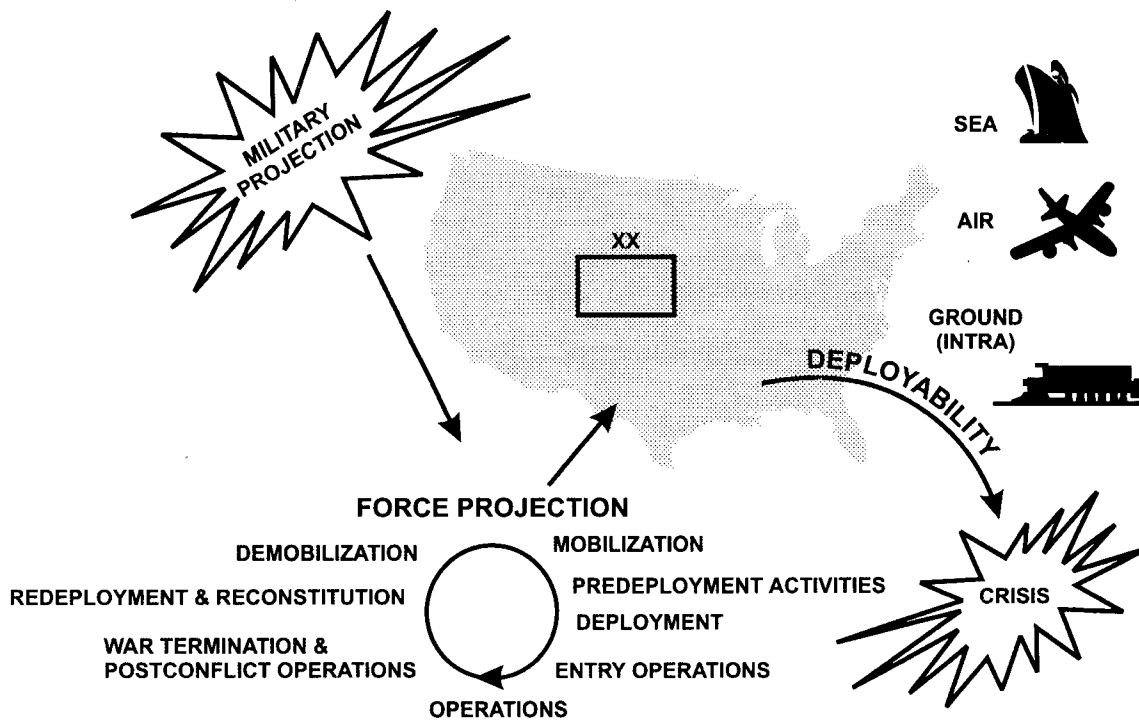 MILITARY
PROJECTION
SEA
XX
AIR
GROUND
(INTRA)
DEPLOYABILITY
FORCE PROJECTION
DEMOBILIZATION
MOBILIZATION
REDEPLOYMENT & RECONSTITUTION
PREDEPLOYMENT ACTIVITIES
DEPLOYMENT
WAR TERMINATION &
POSTCONFLICT OPERATIONS
ENTRY OPERATIONS
OPERATIONS
CRISIS